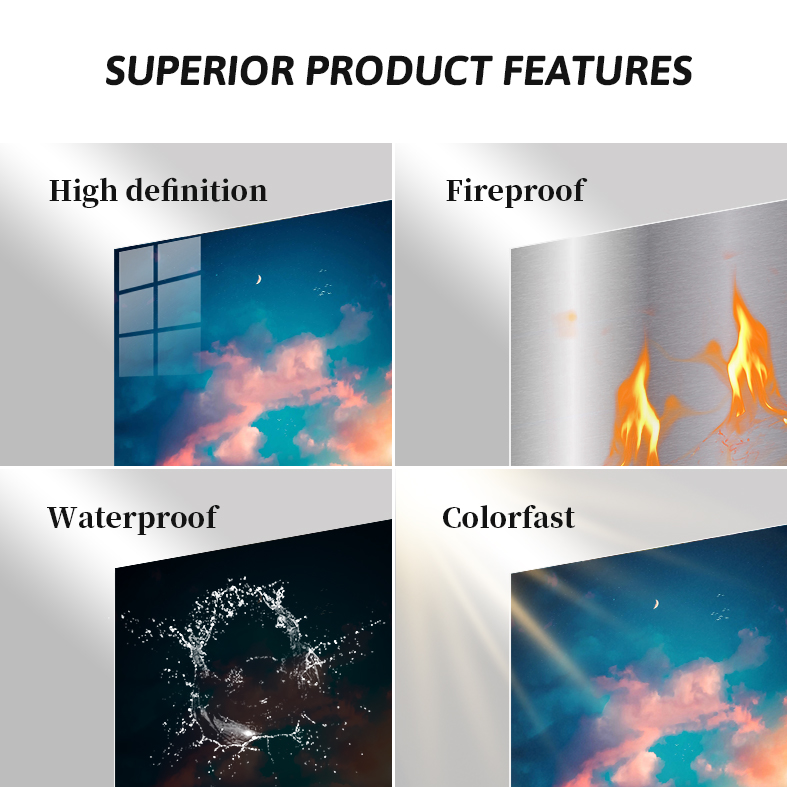 SUPERIOR PRODUCT FEATURES
High definition
Fireproof
Waterproof
Colorfast